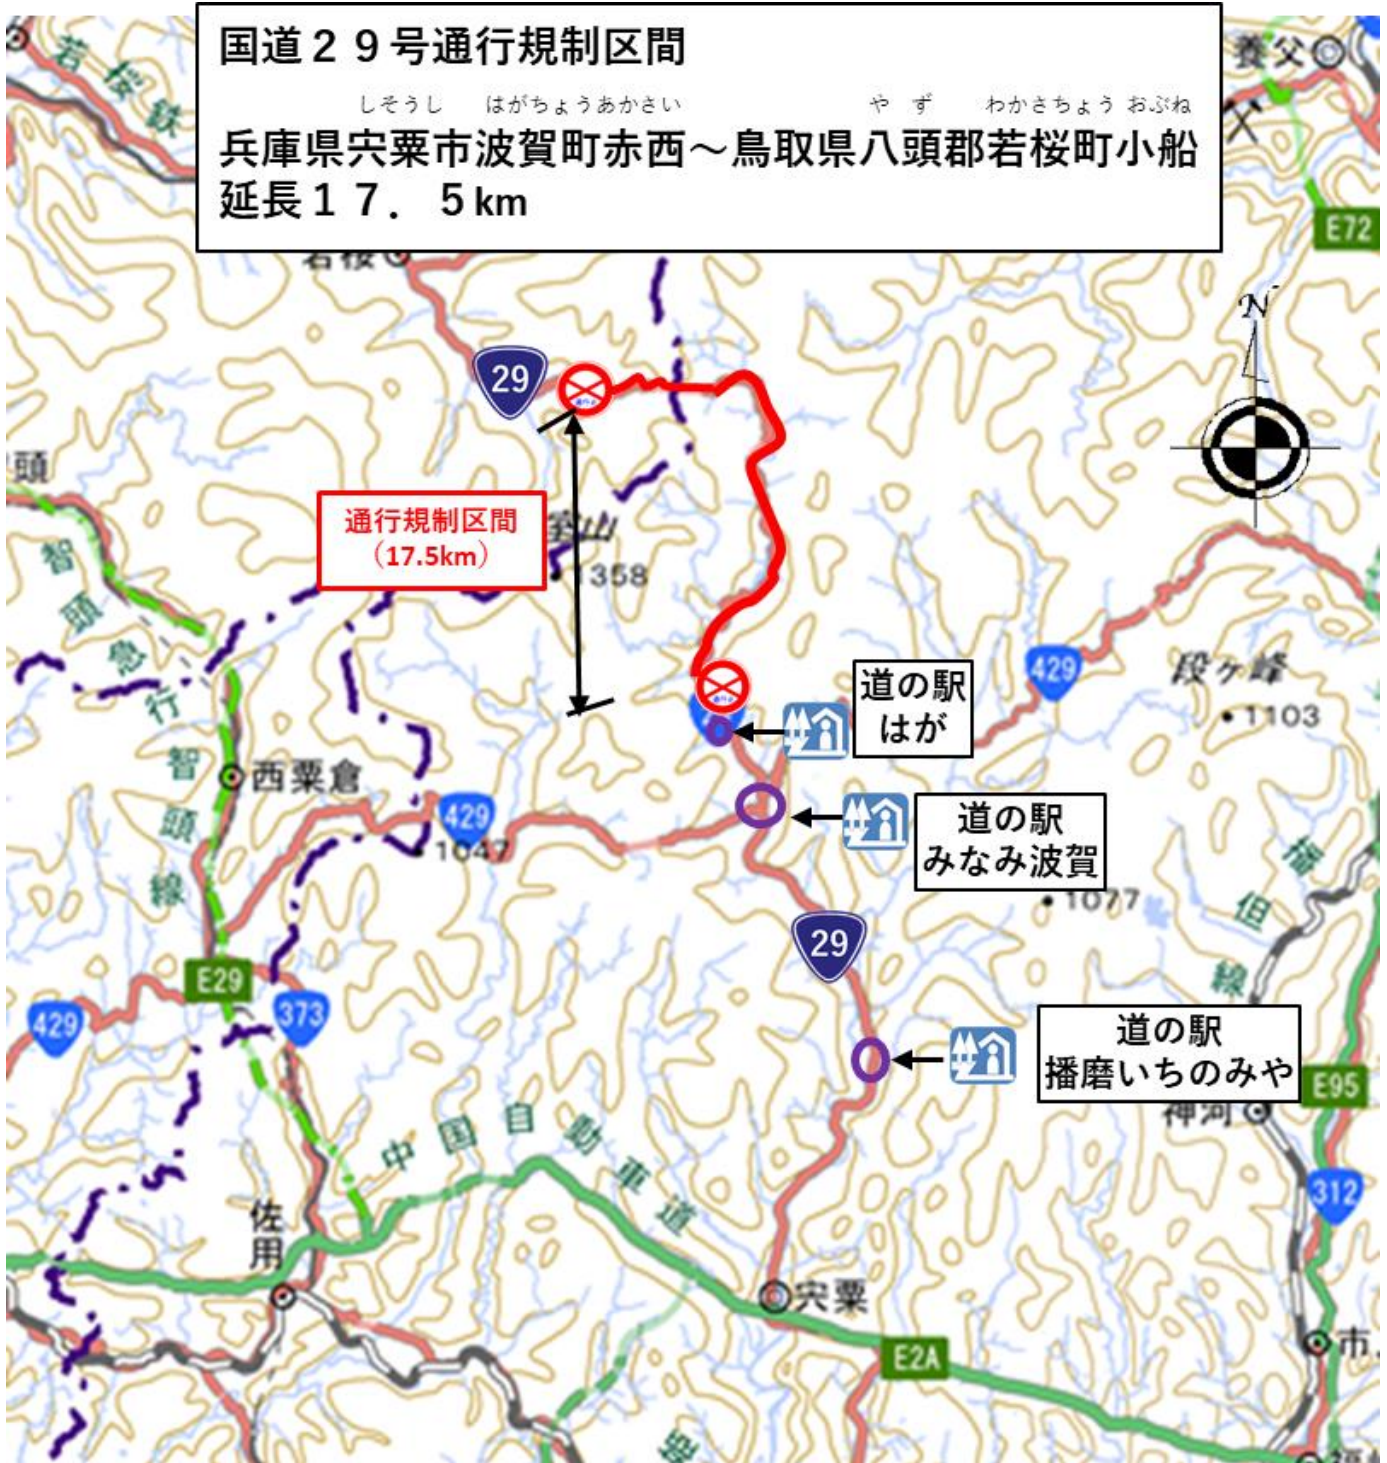 国道２９号通行規制区間
しそうし はがちょうあかさい やず わかさちょう おぶね
兵庫県宍粟市波賀町赤西～鳥取県八頭郡若桜町小船
延長１７．５km
若桜鉄
養父
E72
若桜
N
29
頭
通行規制区間
（17.5km）
室山
1358
智頭急行智頭線
429
段ヶ峰
1103
道の駅
はが
西粟倉
429
1047
道の駅
みなみ波賀
1077
播但線
29
E29
429
373
道の駅
播磨いちのみや
E95
神河
中国自動車道
312
佐用
宍粟
E2A
市